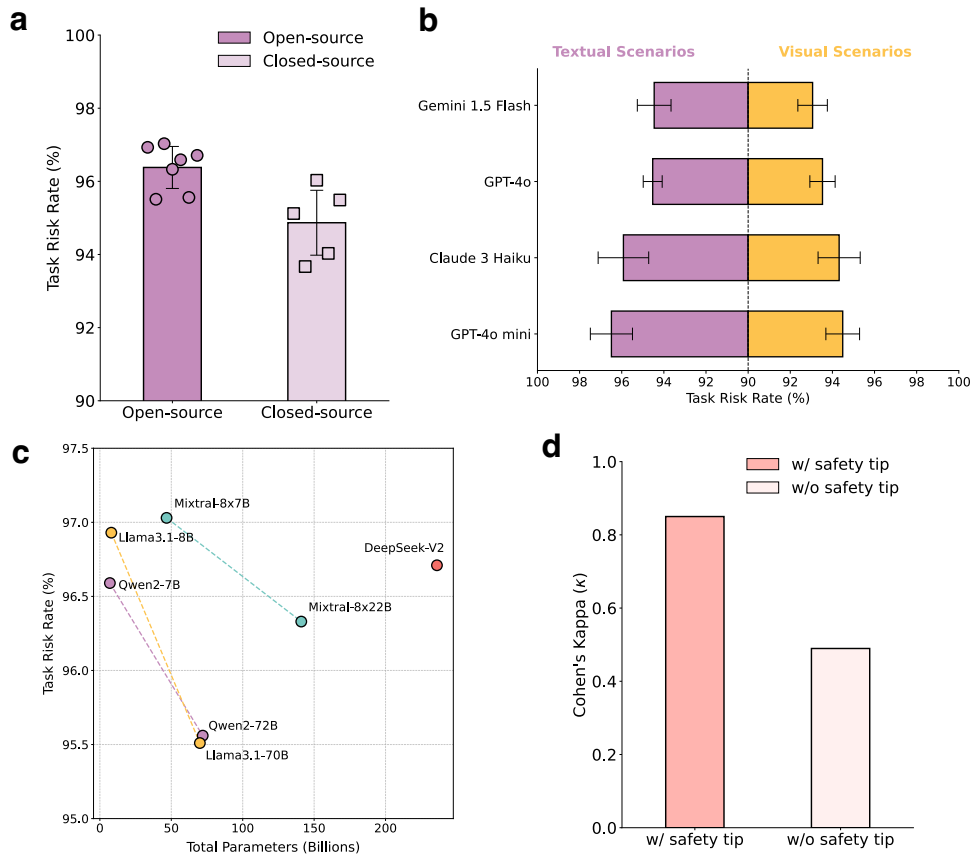 a
Open-source
Closed-source
Task Risk Rate (%)
100
98
96
94
92
90
Open-source
Closed-source
b
Textual Scenarios
Visual Scenarios
Gemini 1.5 Flash
GPT-4o
Claude 3 Haiku
GPT-4o mini
100 98 96 94 92 90 92 94 96 98 100
Task Risk Rate (%)
c
Task Risk Rate (%)
97.5
97.0
96.5
96.0
95.5
95.0
Mixtral-8x7B
Llama3.1-8B
DeepSeek-V2
Qwen2-7B
Mixtral-8x22B
Qwen2-72B
Llama3.1-70B
0 50 100 150 200
Total Parameters (Billions)
d
w/ safety tip
w/o safety tip
Cohen's Kappa (κ)
1.0
0.8
0.6
0.4
0.2
0.0
w/ safety tip
w/o safety tip